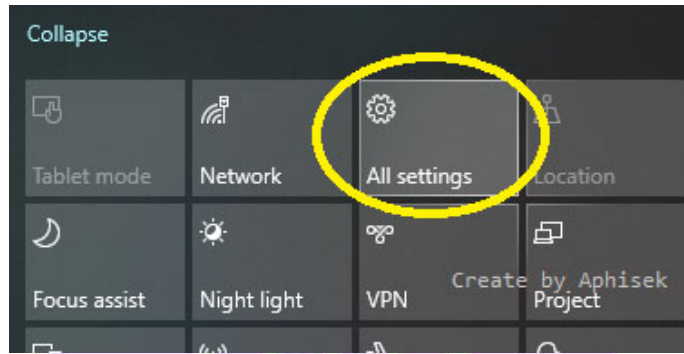 Collapse
Tablet mode
Network
All settings
Location
Focus assist
Night light
VPN
Project
Create by Aphisek